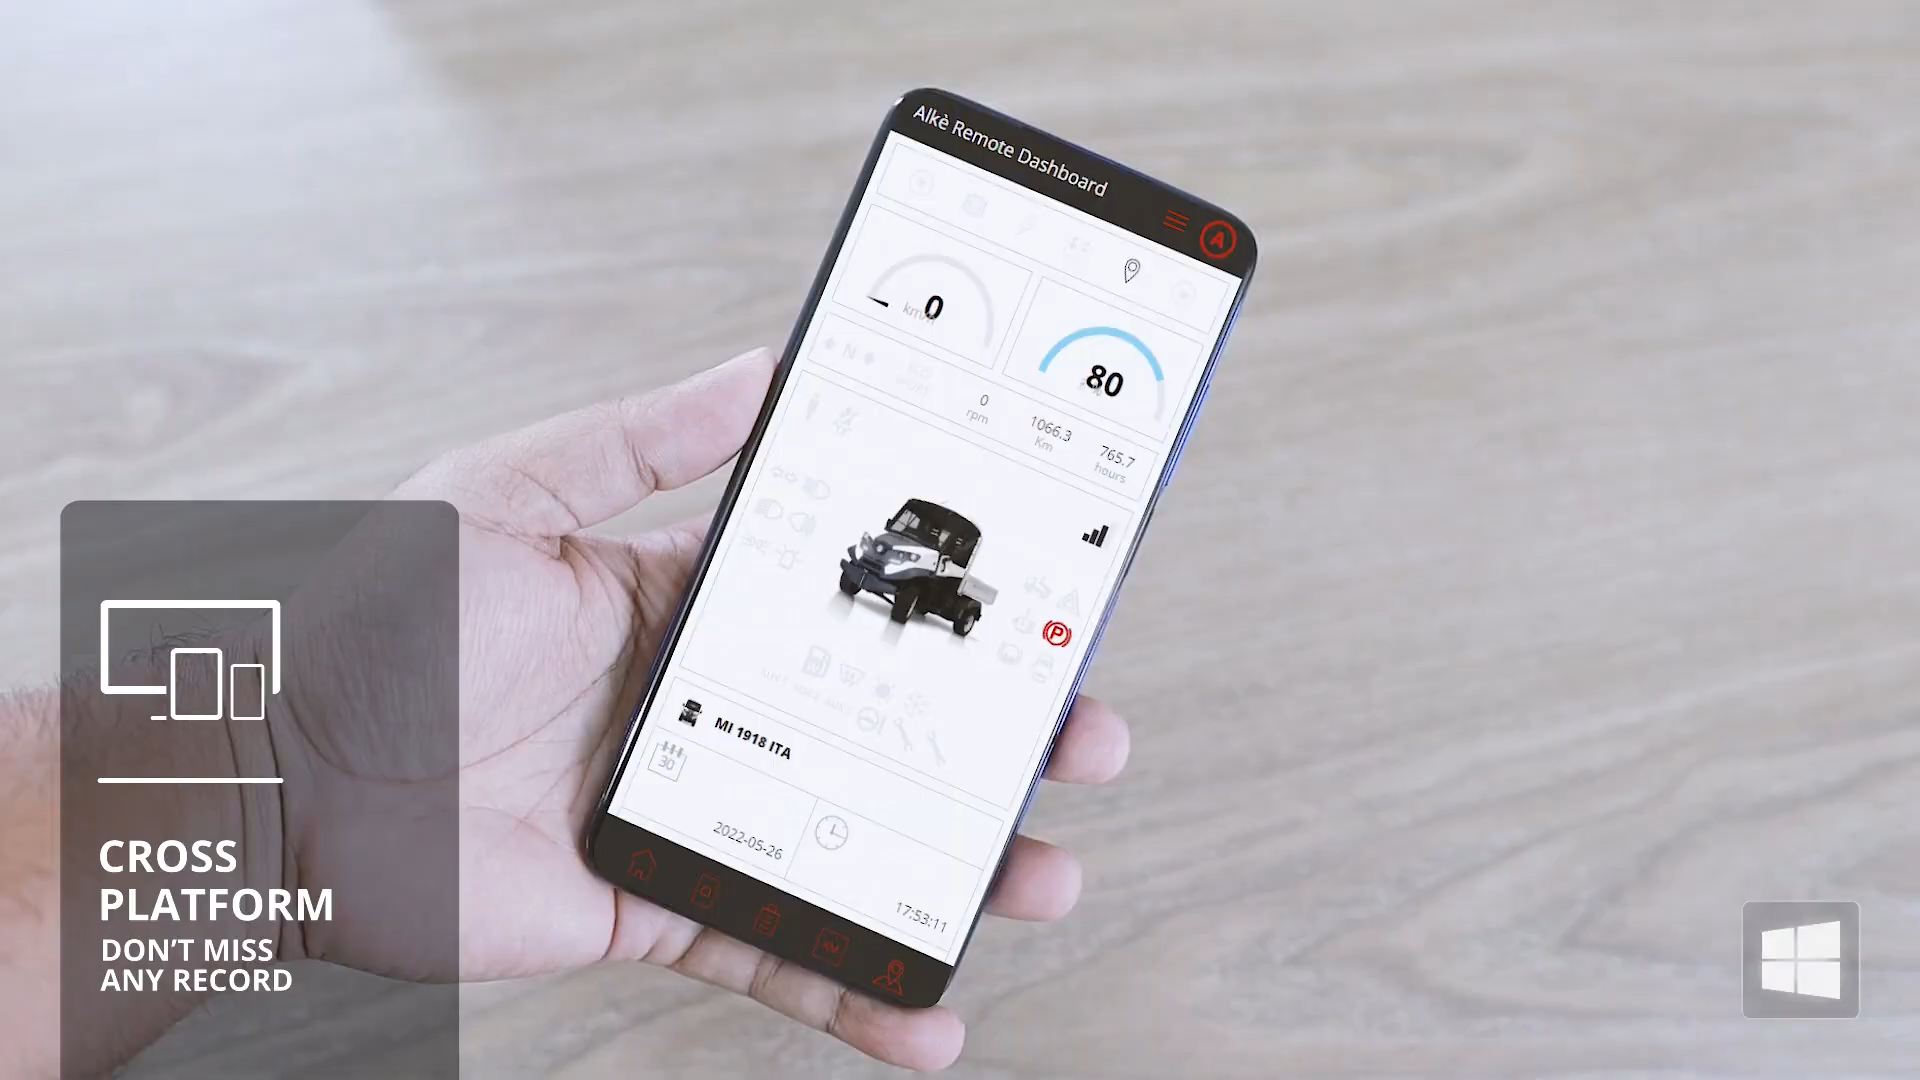 Alkè Remote Dashboard
A
0
km/h
80
%
N
0
rpm
1066.3
Km
765.7
hours
P
MI 1918 ITA
30
2022-05-26
17:53:11
CROSS
PLATFORM
DON'T MISS
ANY RECORD